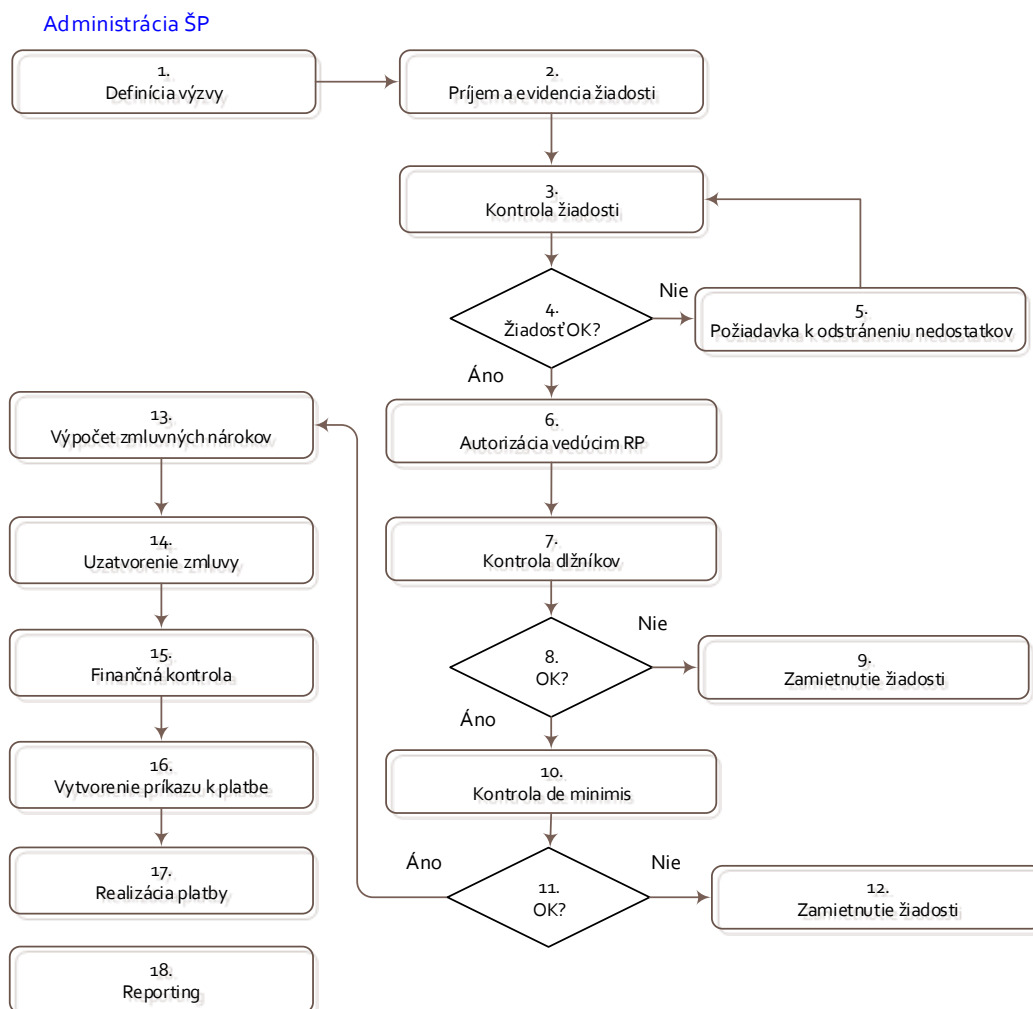 Administrácia ŠP
1.
Definícia výzvy
2.
Príjem a evidencia žiadosti
3.
Kontrola žiadosti
4.
Žiadosť OK?
Nie
5.
Požiadavka k odstráneniu nedostatkov
Áno
6.
Autorizácia vedúcim RP
7.
Kontrola dlžníkov
8.
OK?
Nie
9.
Zamietnutie žiadosti
Áno
10.
Kontrola de minimis
11.
OK?
Nie
12.
Zamietnutie žiadosti
Áno
13.
Výpočet zmluvných nárokov
14.
Uzatvorenie zmluvy
15.
Finančná kontrola
16.
Vytvorenie príkazu k platbe
17.
Realizácia platby
18.
Reporting